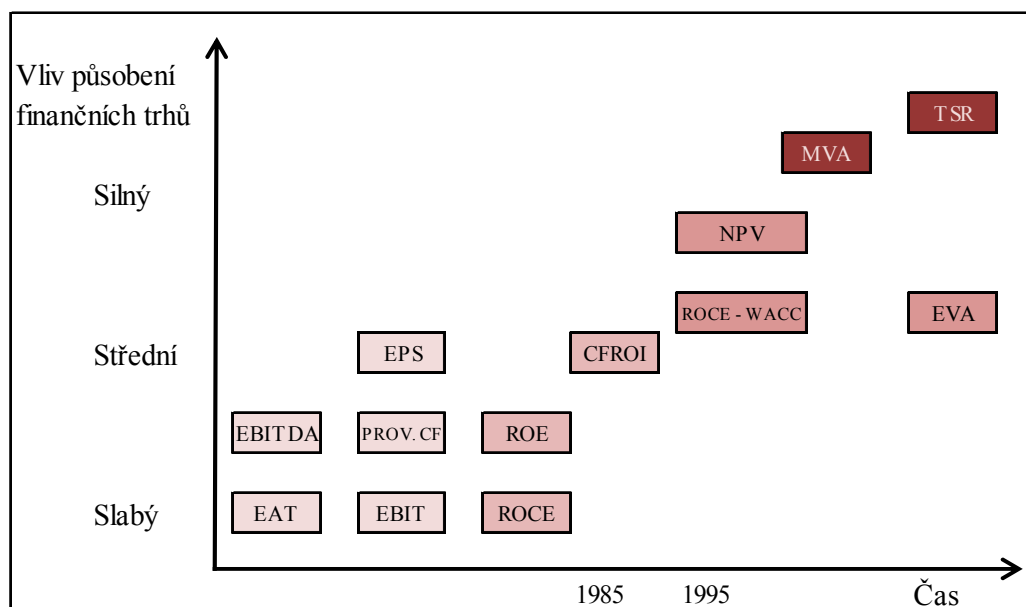 Vliv působení
finančních trhů
TSR
MVA
Silný
NPV
ROCE - WACC
EVA
Střední
EPS
CFROI
EBITDA
PROV. CF
ROE
Slabý
EAT
EBIT
ROCE
1985
1995
Čas